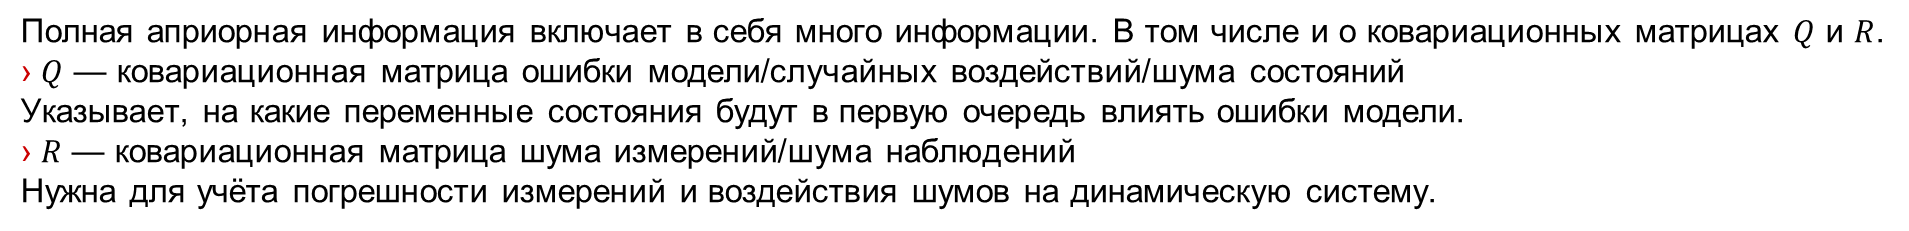 Полная априорная информация включает в себя много информации. В том числе и о ковариационных матрицах Q и R.
› Q — ковариационная матрица ошибки модели/случайных воздействий/шума состояний
Указывает, на какие переменные состояния будут в первую очередь влиять ошибки модели.
› R — ковариационная матрица шума измерений/шума наблюдений
Нужна для учёта погрешности измерений и воздействия шумов на динамическую систему.